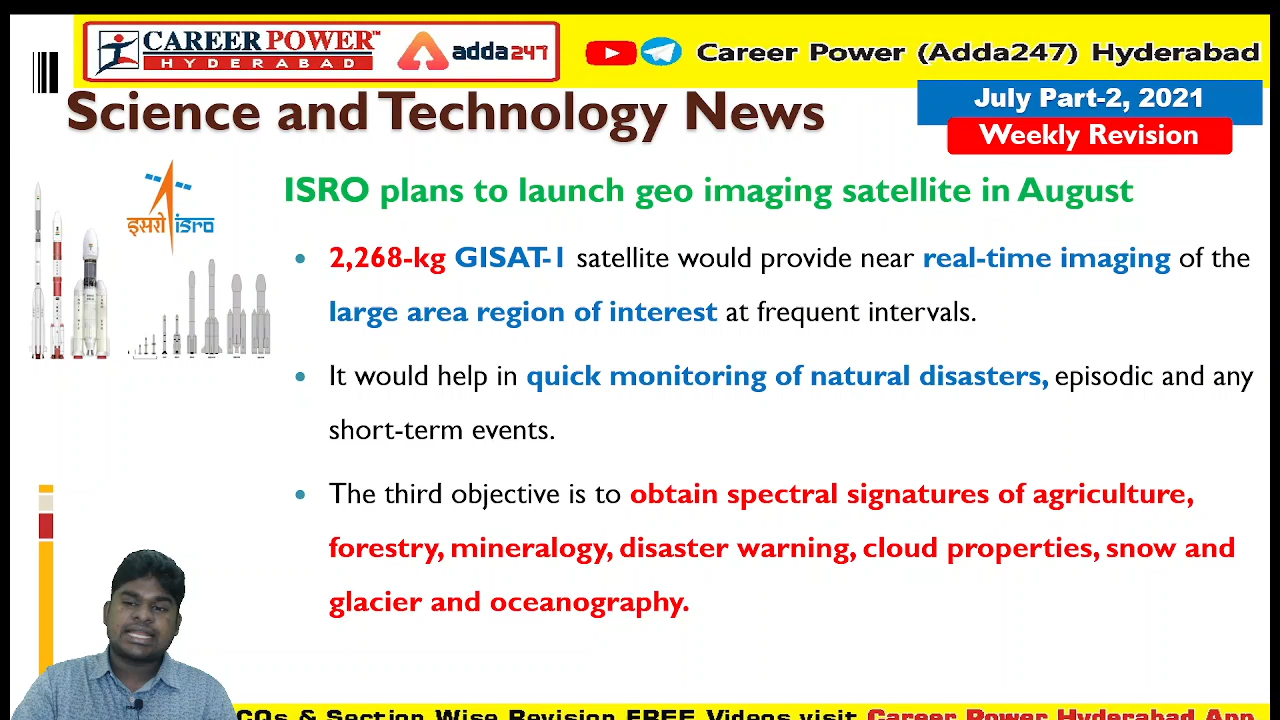 CAREER POWER™
HYDERABAD
adda247
Career Power (Adda247) Hyderabad
Science and Technology News
July Part-2, 2021
Weekly Revision
इसरो isro
ISRO plans to launch geo imaging satellite in August
• 2,268-kg GISAT-1 satellite would provide near real-time imaging of the
large area region of interest at frequent intervals.
• It would help in quick monitoring of natural disasters, episodic and any
short-term events.
• The third objective is to obtain spectral signatures of agriculture,
forestry, mineralogy, disaster warning, cloud properties, snow and
glacier and oceanography.
CQs & Section Wise Revision FREE Videos visit Career Power Hyderabad App